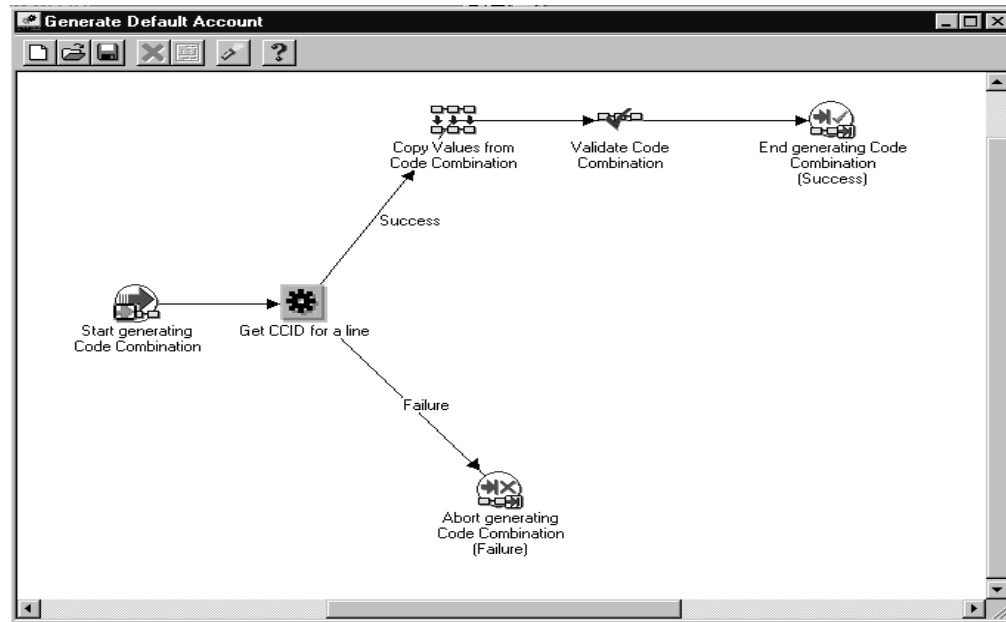 Generate Default Account
Copy Values from
Code Combination
Validate Code
Combination
End generating Code
Combination
(Success)
Success
Start generating
Code Combination
Get CCID for a line
Failure
Abort generating
Code Combination
(Failure)